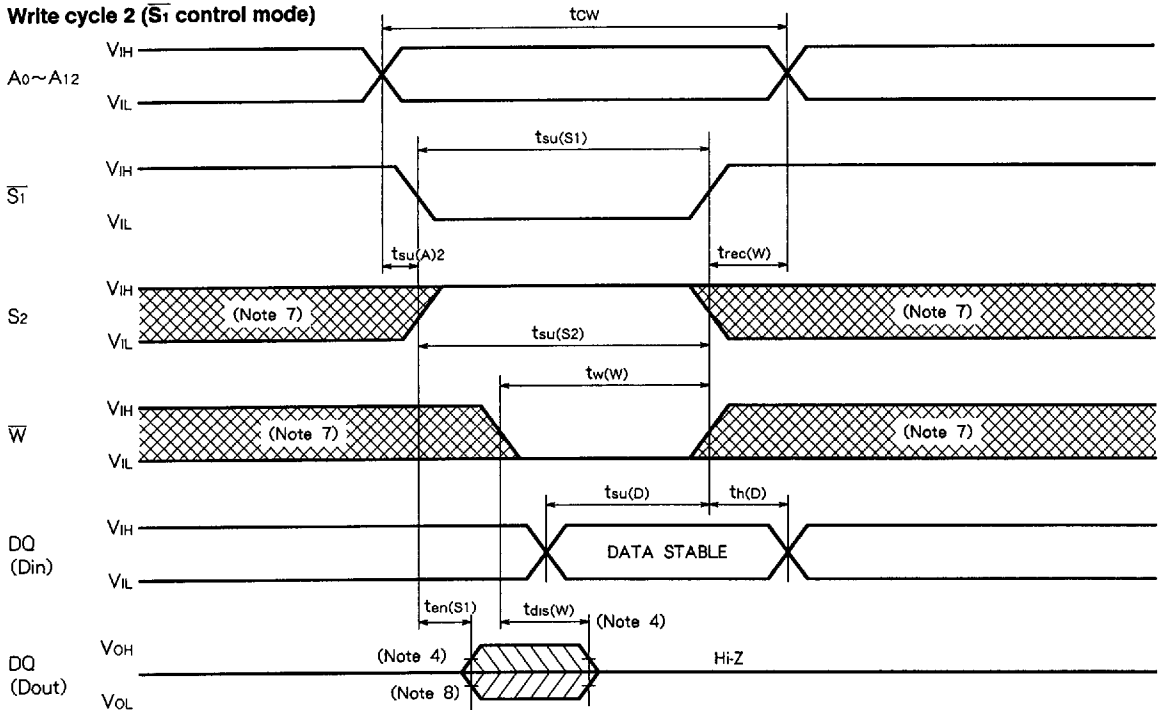 Write cycle 2 (S̅1 control mode)
tCW
VIH
A0~A12
VIL
tsu(S1)
VIH
S̅1
VIL
tsu(A)2
trec(W)
VIH
S2
(Note 7)
(Note 7)
VIL
tsu(S2)
tw(W)
VIH
W̅
(Note 7)
(Note 7)
VIL
tsu(D)
th(D)
VIH
DQ
(Din)
DATA STABLE
VIL
ten(S1)
tdis(W)
(Note 4)
VOH
DQ
(Dout)
(Note 4)
Hi-Z
(Note 8)
VOL